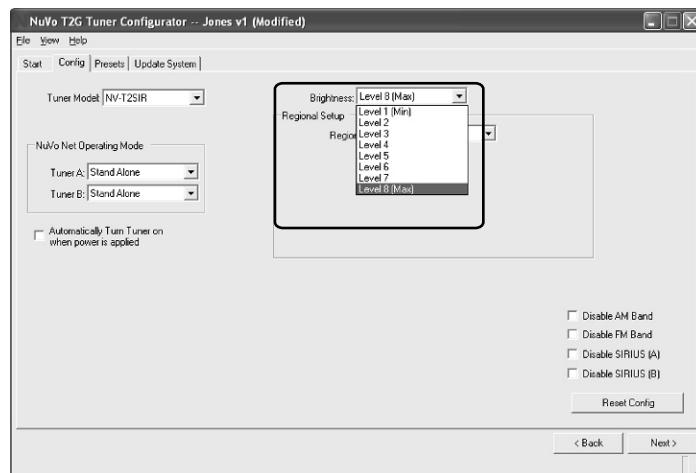 NuVo T2G Tuner Configurator -- Jones v1 (Modified)
File View Help
Start Config Presets Update System
Tuner Model: NV-T2SIR
NuVo Net Operating Mode
Tuner A: Stand Alone
Tuner B: Stand Alone
Automatically Turn Tuner on
when power is applied
Brightness: Level 8 (Max)
Regional Setup
Level 1 (Min)
Level 2
Level 3
Level 4
Level 5
Level 6
Level 7
Level 8 (Max)
Disable AM Band
Disable FM Band
Disable SIRIUS (A)
Disable SIRIUS (B)
Reset Config
< Back Next >